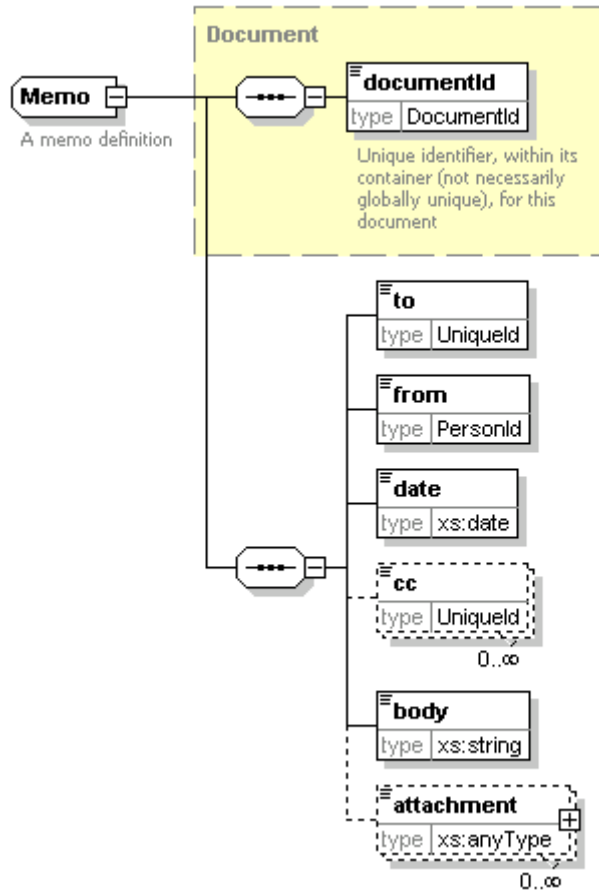 Document
Memo
A memo definition
documentId
type DocumentId
Unique identifier, within its
container (not necessarily
globally unique), for this
document
to
type UniqueId
from
type PersonId
date
type xs:date
cc
type UniqueId
0..∞
body
type xs:string
attachment
type xs:anyType
0..∞